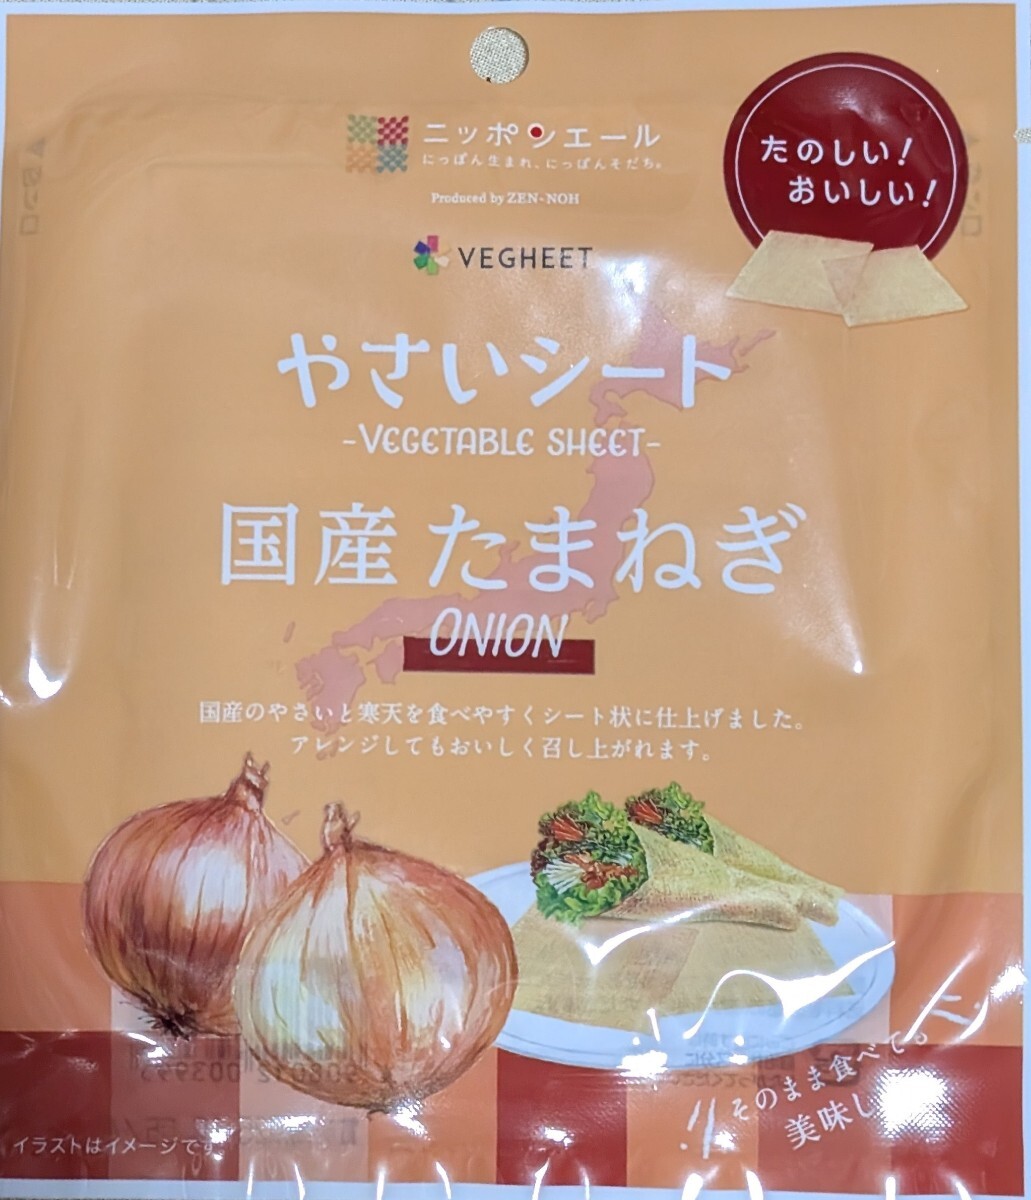 ニッポンエール
にっぽん生まれ、にっぽんそだち。
Produced by ZEN-NOH
VEGHEET
たのしい!
おいしい!
やさいシート
-VEGETABLE SHEET-
国産たまねぎ
ONION
国産のやさいと寒天を食べやすくシート状に仕上げました。
アレンジしてもおいしく召し上がれます。
そのまま食べて。
美味し
イラストはイメージです